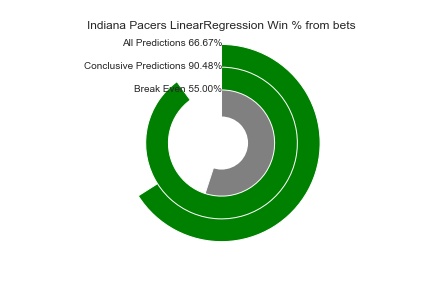 Indiana Pacers LinearRegression Win % from bets
All Predictions 66.67%
Conclusive Predictions 90.48%
Break Even 55.00%